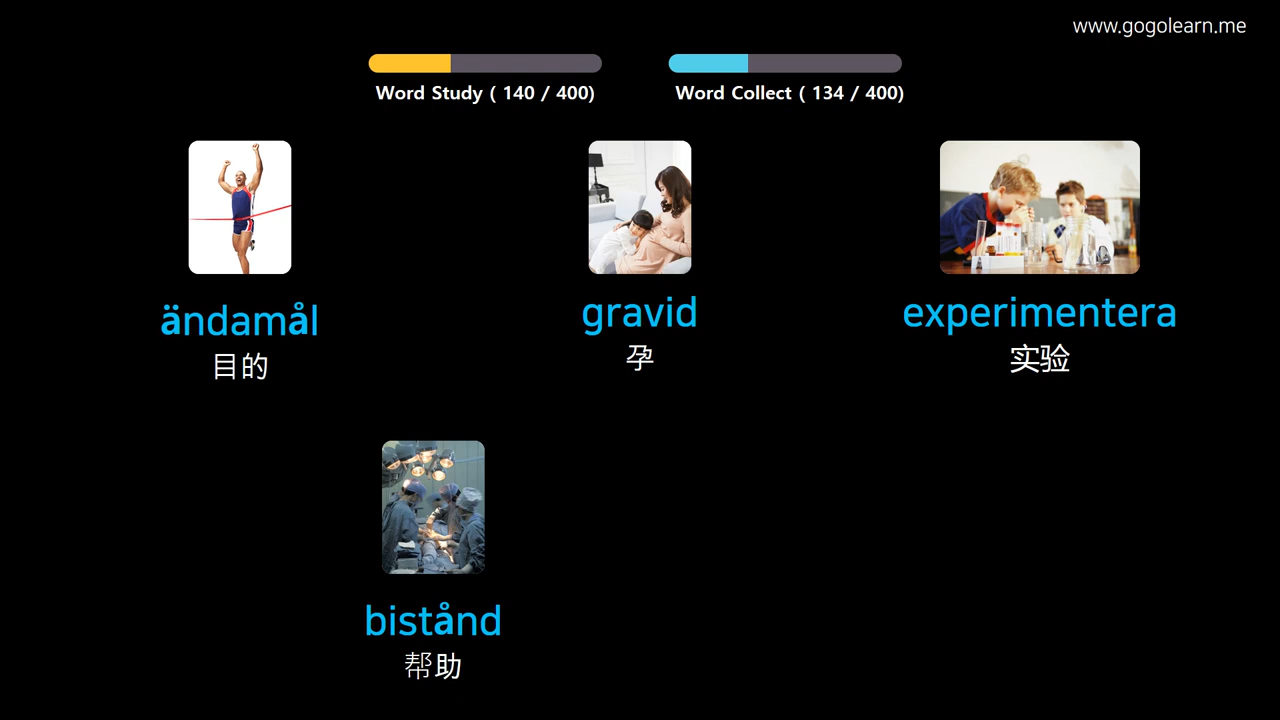 www.gogolearn.me
Word Study ( 140 / 400)
Word Collect ( 134 / 400)
ändamål
目的
gravid
孕
experimentera
实验
bistånd
帮助